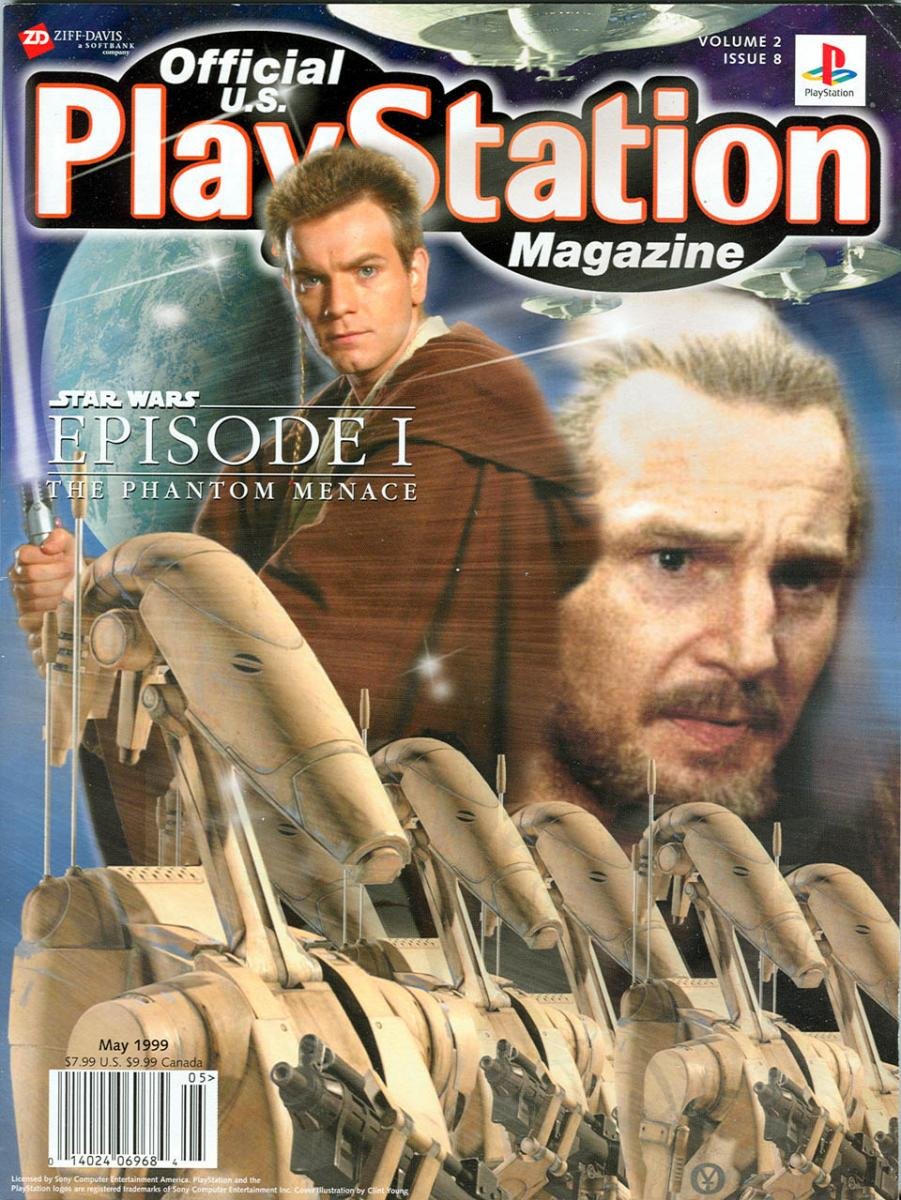 ZD ZIFF-DAVIS
a SOFTBANK
company
VOLUME 2
ISSUE 8
PlayStation
Official
U.S.
PlayStation
Magazine
STAR WARS
EPISODE I
THE PHANTOM MENACE
May 1999
$7.99 U.S. $9.99 Canada
05>
0 14024 06968 4
Licensed by Sony Computer Entertainment America. PlayStation and the
PlayStation logos are registered trademarks of Sony Computer Entertainment Inc. Cover Illustration by Clint Young